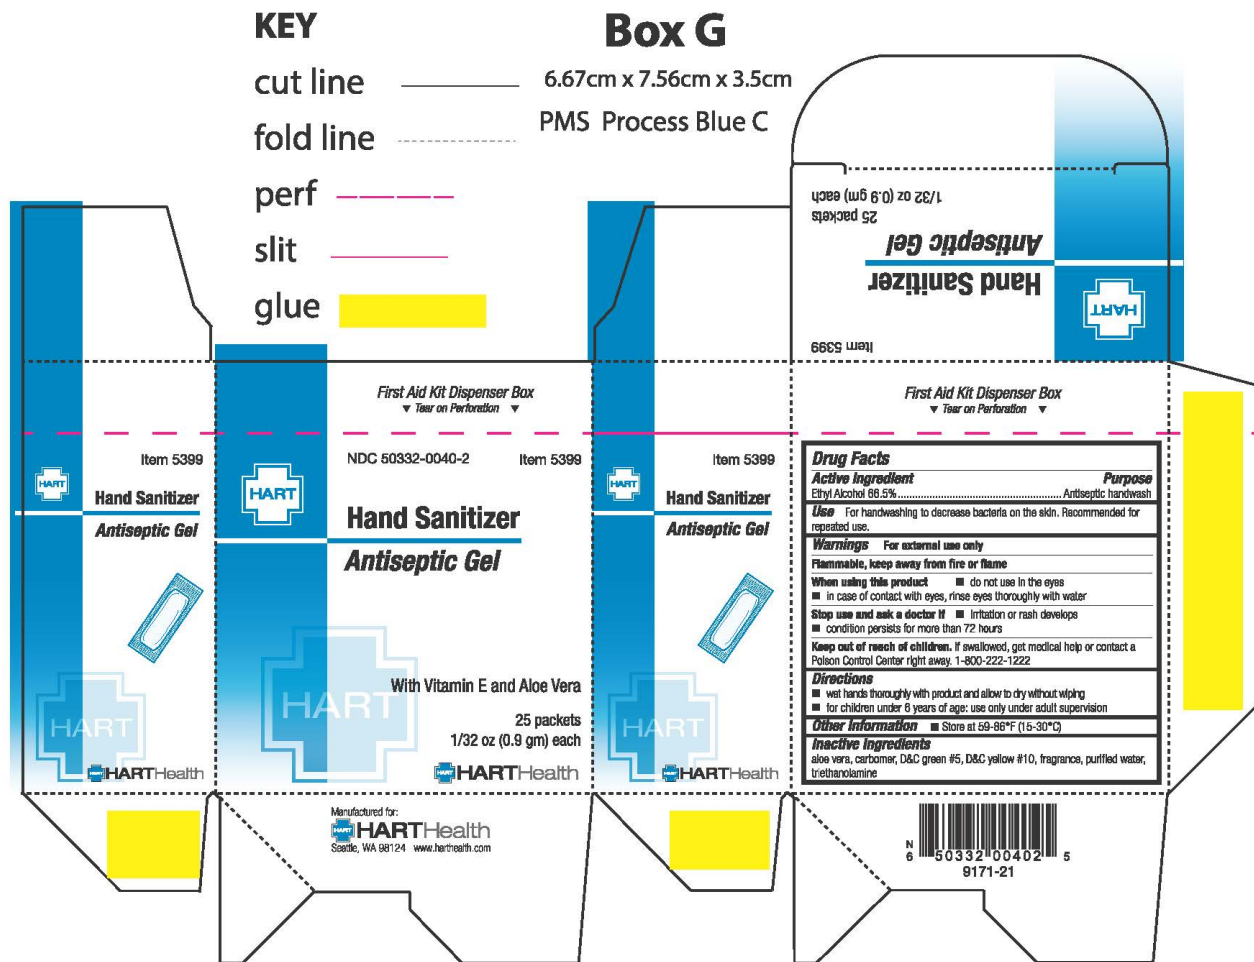 KEY
cut line
fold line
perf
slit
glue
Box G
6.67cm x 7.56cm x 3.5cm
PMS Process Blue C
Item 5399
HART
Hand Sanitizer
Antiseptic Gel
25 packets
1/32 oz (0.9 gm) each
Item 5399
HART
Hand Sanitizer
Antiseptic Gel
HART
HART HARTHealth
First Aid Kit Dispenser Box
▼ Tear on Perforation ▼
NDC 50332-0040-2 Item 5399
HART
Hand Sanitizer
Antiseptic Gel
HART
With Vitamin E and Aloe Vera
25 packets
1/32 oz (0.9 gm) each
HART HARTHealth
Manufactured for:
HART HARTHealth
Seattle, WA 98124 www.harthealth.com
Item 5399
HART
Hand Sanitizer
Antiseptic Gel
HART
HART HARTHealth
First Aid Kit Dispenser Box
▼ Tear on Perforation ▼
Drug Facts
Active Ingredient Purpose
Ethyl Alcohol 66.5%.......................................................... Antiseptic handwash
Use For handwashing to decrease bacteria on the skin. Recommended for
repeated use.
Warnings For external use only
Flammable, keep away from fire or flame
When using this product ■ do not use in the eyes
■ in case of contact with eyes, rinse eyes thoroughly with water
Stop use and ask a doctor if ■ irritation or rash develops
■ condition persists for more than 72 hours
Keep out of reach of children. If swallowed, get medical help or contact a
Poison Control Center right away. 1-800-222-1222
Directions
■ wet hands thoroughly with product and allow to dry without wiping
■ for children under 6 years of age: use only under adult supervision
Other Information ■ Store at 59-86°F (15-30°C)
Inactive Ingredients
aloe vera, carbomer, D&C green #5, D&C yellow #10, fragrance, purified water,
triethanolamine
N
6 50332 00402 5
9171-21